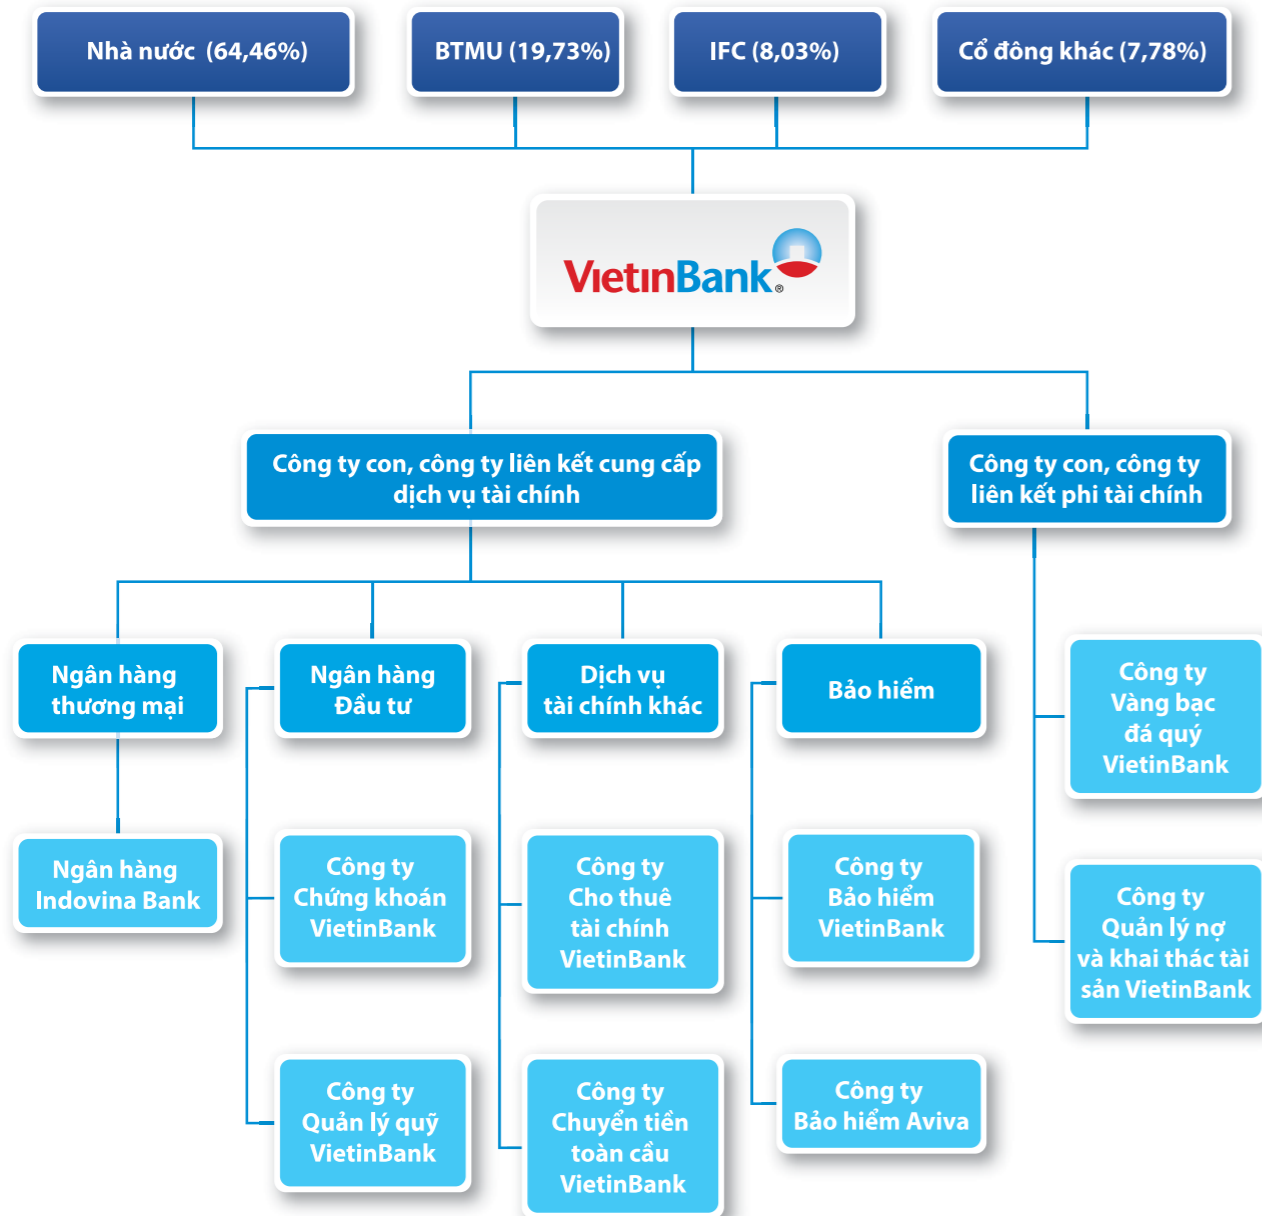 Nhà nước (64,46%)
BTMU (19,73%)
IFC (8,03%)
Cổ đông khác (7,78%)
VietinBank®
Công ty con, công ty liên kết cung cấp
dịch vụ tài chính
Công ty con, công ty
liên kết phi tài chính
Ngân hàng
thương mại
Ngân hàng
Đầu tư
Dịch vụ
tài chính khác
Bảo hiểm
Công ty
Vàng bạc
đá quý
VietinBank
Ngân hàng
Indovina Bank
Công ty
Chứng khoán
VietinBank
Công ty
Cho thuê
tài chính
VietinBank
Công ty
Bảo hiểm
VietinBank
Công ty
Quản lý nợ
và khai thác tài
sản VietinBank
Công ty
Quản lý quỹ
VietinBank
Công ty
Chuyển tiền
toàn cầu
VietinBank
Công ty
Bảo hiểm Aviva